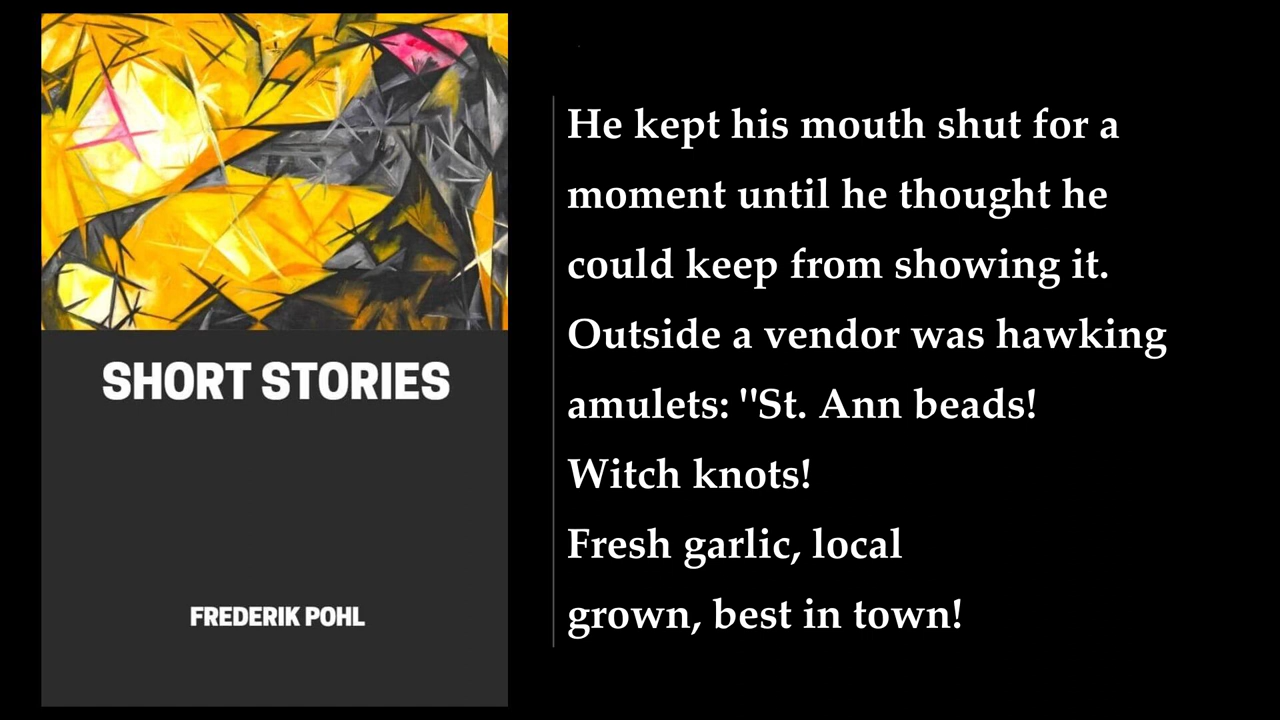 SHORT STORIES
FREDERIK POHL
He kept his mouth shut for a
moment until he thought he
could keep from showing it.
Outside a vendor was hawking
amulets: "St. Ann beads!
Witch knots!
Fresh garlic, local
grown, best in town!